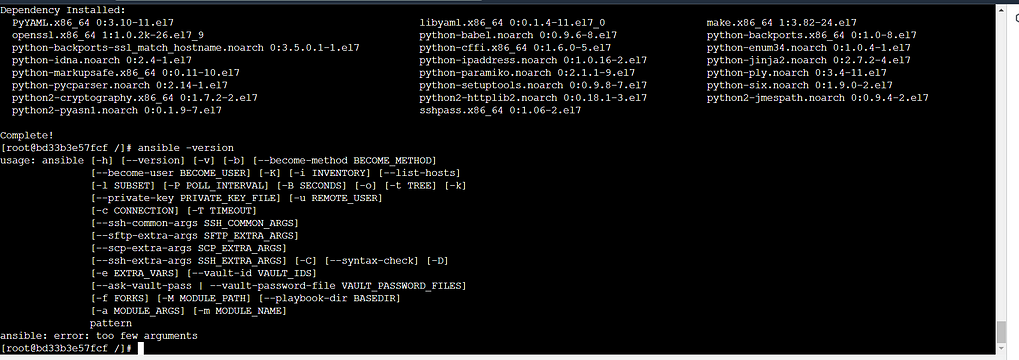 Dependency Installed:
PyYAML.x86_64 0:3.10-11.el7 libyaml.x86_64 0:0.1.4-11.el7_0 make.x86_64 1:3.82-24.el7
openssl.x86_64 1:1.0.2k-26.el7_9 python-babel.noarch 0:0.9.6-8.el7 python-backports.x86_64 0:1.0-8.el7
python-backports-ssl_match_hostname.noarch 0:3.5.0.1-1.el7 python-cffi.x86_64 0:1.6.0-5.el7 python-enum34.noarch 0:1.0.4-1.el7
python-idna.noarch 0:2.4-1.el7 python-ipaddress.noarch 0:1.0.16-2.el7 python-jinja2.noarch 0:2.7.2-4.el7
python-markupsafe.x86_64 0:0.11-10.el7 python-paramiko.noarch 0:2.1.1-9.el7 python-ply.noarch 0:3.4-11.el7
python-pycparser.noarch 0:2.14-1.el7 python-setuptools.noarch 0:0.9.8-7.el7 python-six.noarch 0:1.9.0-2.el7
python2-cryptography.x86_64 0:1.7.2-2.el7 python2-httplib2.noarch 0:0.18.1-3.el7 python2-jmespath.noarch 0:0.9.4-2.el7
python2-pyasn1.noarch 0:0.1.9-7.el7 sshpass.x86_64 0:1.06-2.el7
Complete!
[root@bd33b3e57fcf /]# ansible -version
usage: ansible [-h] [--version] [-v] [-b] [--become-method BECOME_METHOD]
[--become-user BECOME_USER] [-K] [-i INVENTORY] [--list-hosts]
[-l SUBSET] [-P POLL_INTERVAL] [-B SECONDS] [-o] [-t TREE] [-k]
[--private-key PRIVATE_KEY_FILE] [-u REMOTE_USER]
[-c CONNECTION] [-T TIMEOUT]
[--ssh-common-args SSH_COMMON_ARGS]
[--sftp-extra-args SFTP_EXTRA_ARGS]
[--scp-extra-args SCP_EXTRA_ARGS]
[--ssh-extra-args SSH_EXTRA_ARGS] [-C] [--syntax-check] [-D]
[-e EXTRA_VARS] [--vault-id VAULT_IDS]
[--ask-vault-pass | --vault-password-file VAULT_PASSWORD_FILES]
[-f FORKS] [-M MODULE_PATH] [--playbook-dir BASEDIR]
[-a MODULE_ARGS] [-m MODULE_NAME]
pattern
ansible: error: too few arguments
[root@bd33b3e57fcf /]#